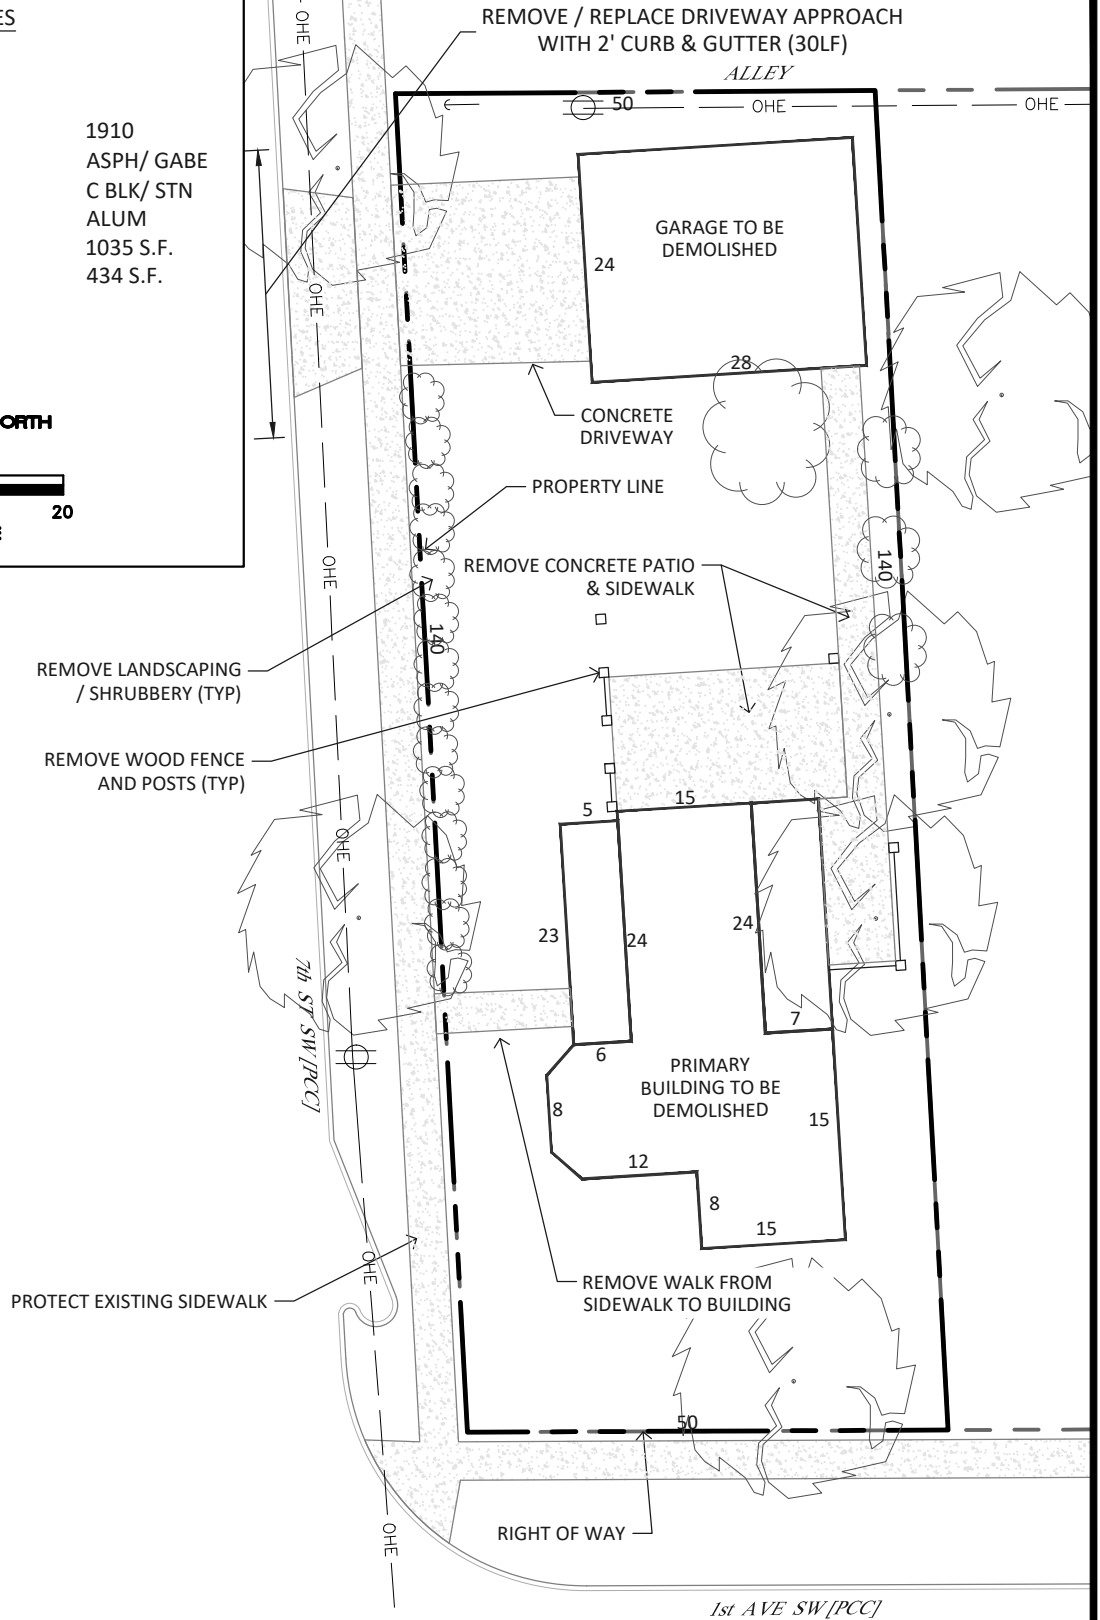 ES
1910
ASPH/ GABE
C BLK/ STN
ALUM
1035 S.F.
434 S.F.
ORTH
20
REMOVE / REPLACE DRIVEWAY APPROACH
WITH 2' CURB & GUTTER (30LF)
ALLEY
OHE
50
OHE
OHE
GARAGE TO BE
DEMOLISHED
24
28
OHE
CONCRETE
DRIVEWAY
PROPERTY LINE
REMOVE CONCRETE PATIO
& SIDEWALK
140
OHE
140
REMOVE LANDSCAPING
/ SHRUBBERY (TYP)
REMOVE WOOD FENCE
AND POSTS (TYP)
15
5
OHE
23
24
24
7th ST SW [PCC]
7
6
PRIMARY
BUILDING TO BE
DEMOLISHED
8
15
12
8
15
OHE
REMOVE WALK FROM
SIDEWALK TO BUILDING
PROTECT EXISTING SIDEWALK
50
RIGHT OF WAY
OHE
1st AVE SW [PCC]